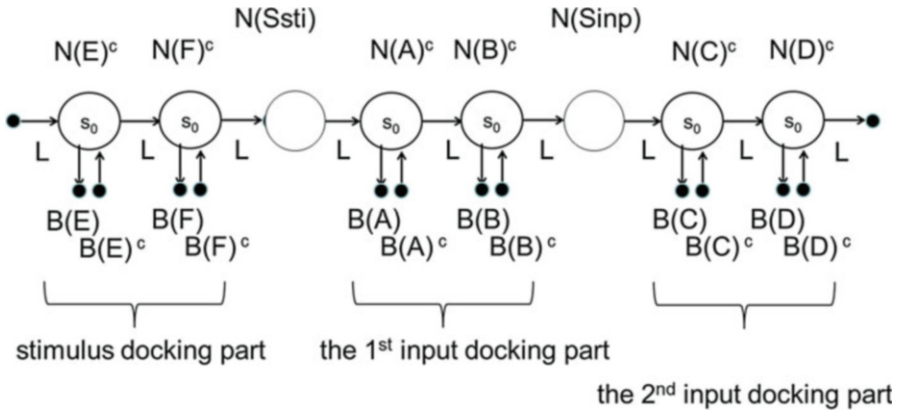 N(Ssti) N(Sinp)
N(E)ᶜ N(F)ᶜ N(A)ᶜ N(B)ᶜ N(C)ᶜ N(D)ᶜ
s₀ s₀ s₀ s₀ s₀ s₀
L L L L L L L L L
B(E) B(F) B(A) B(B) B(C) B(D)
B(E)ᶜ B(F)ᶜ B(A)ᶜ B(B)ᶜ B(C)ᶜ B(D)ᶜ
stimulus docking part the 1ˢᵗ input docking part
the 2ⁿᵈ input docking part